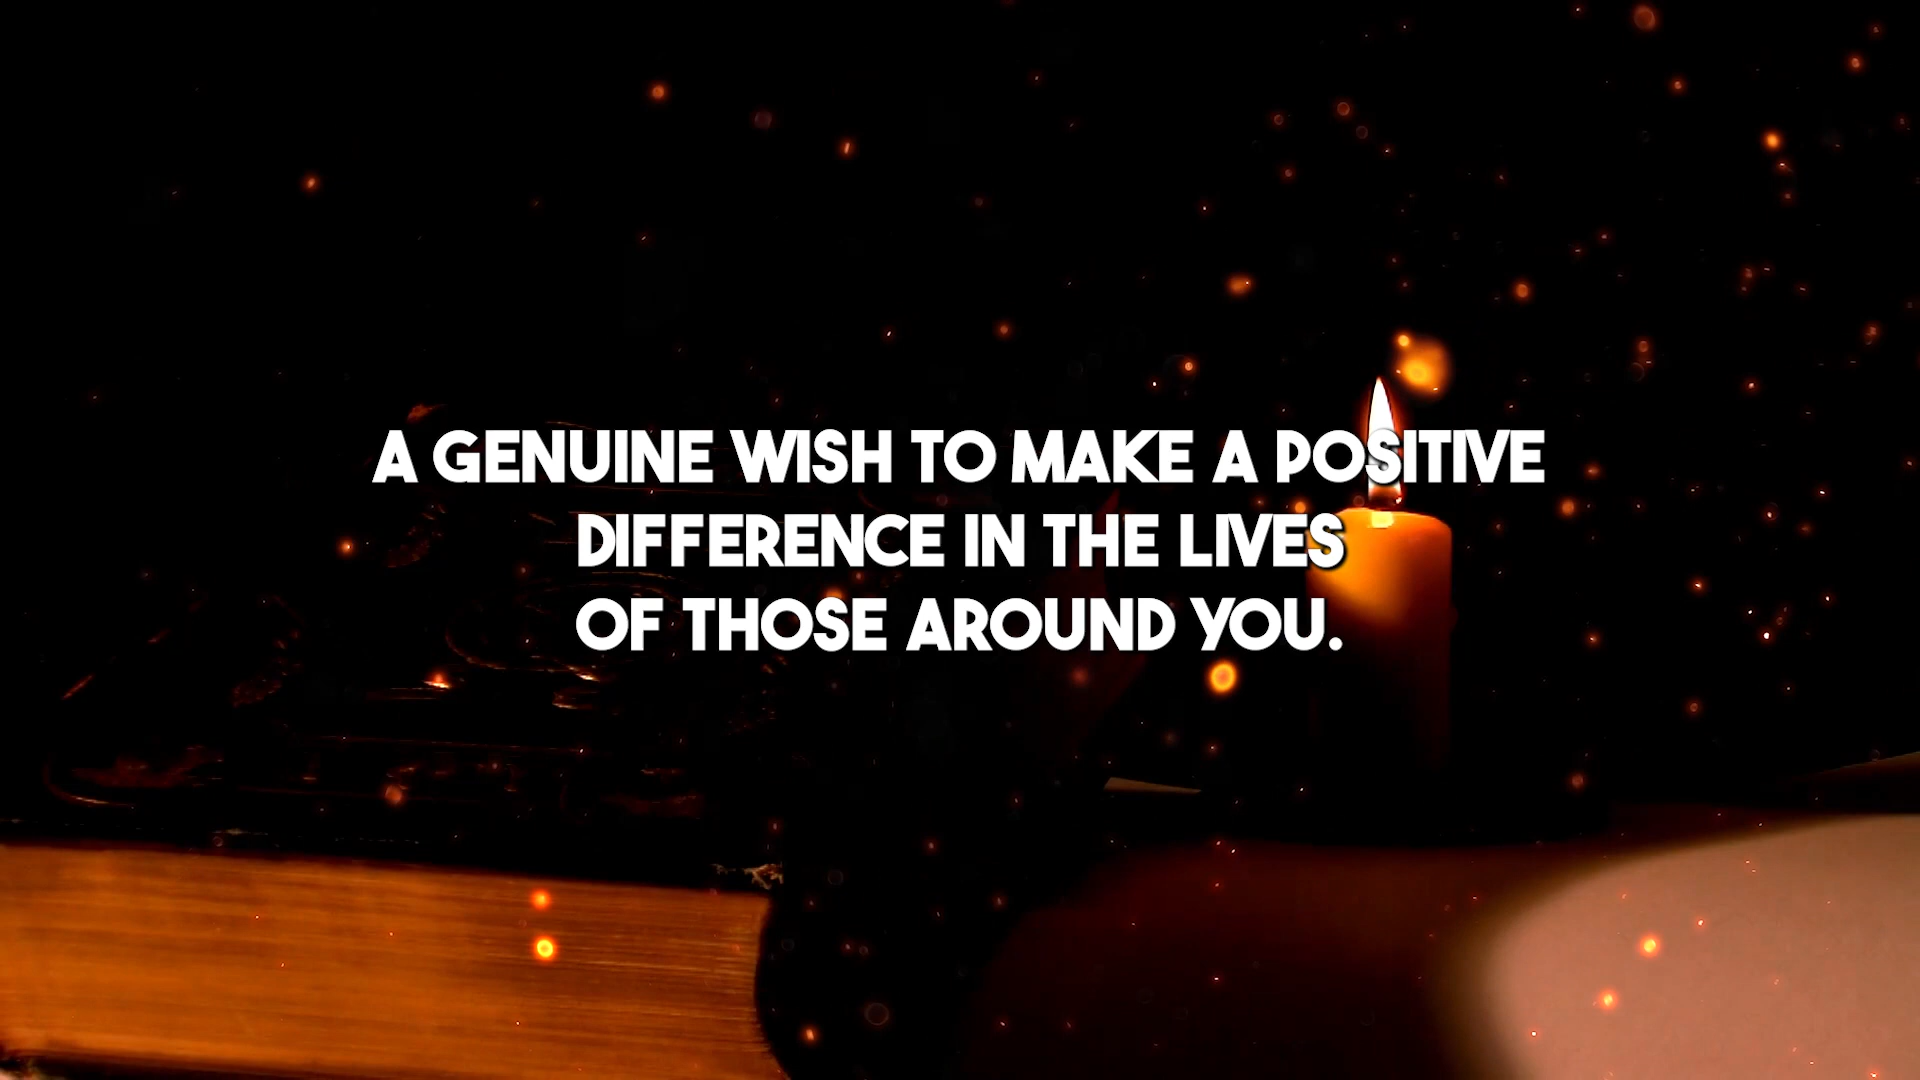 A GENUINE WISH TO MAKE A POSITIVE
DIFFERENCE IN THE LIVES
OF THOSE AROUND YOU.